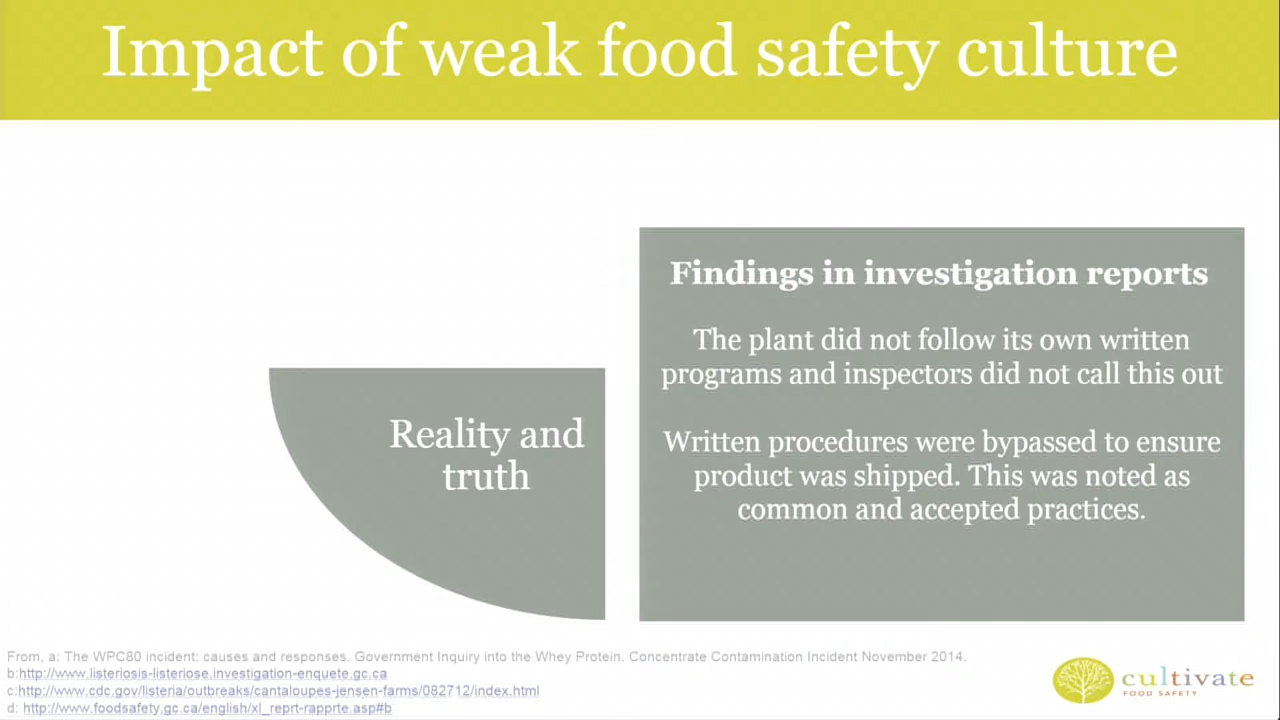 Impact of weak food safety culture
Reality and
truth
Findings in investigation reports
The plant did not follow its own written
programs and inspectors did not call this out
Written procedures were bypassed to ensure
product was shipped. This was noted as
common and accepted practices.
From, a: The WPC80 incident: causes and responses. Government Inquiry into the Whey Protein. Concentrate Contamination Incident November 2014.
b:http://www.listeriosis-listeriose.investigation-enquete.gc.ca
c:http://www.cdc.gov/listeria/outbreaks/cantaloupes-jensen-farms/082712/index.html
d: http://www.foodsafety.gc.ca/english/xl_reprt-rapprte.asp#b
cultivate
FOOD SAFETY